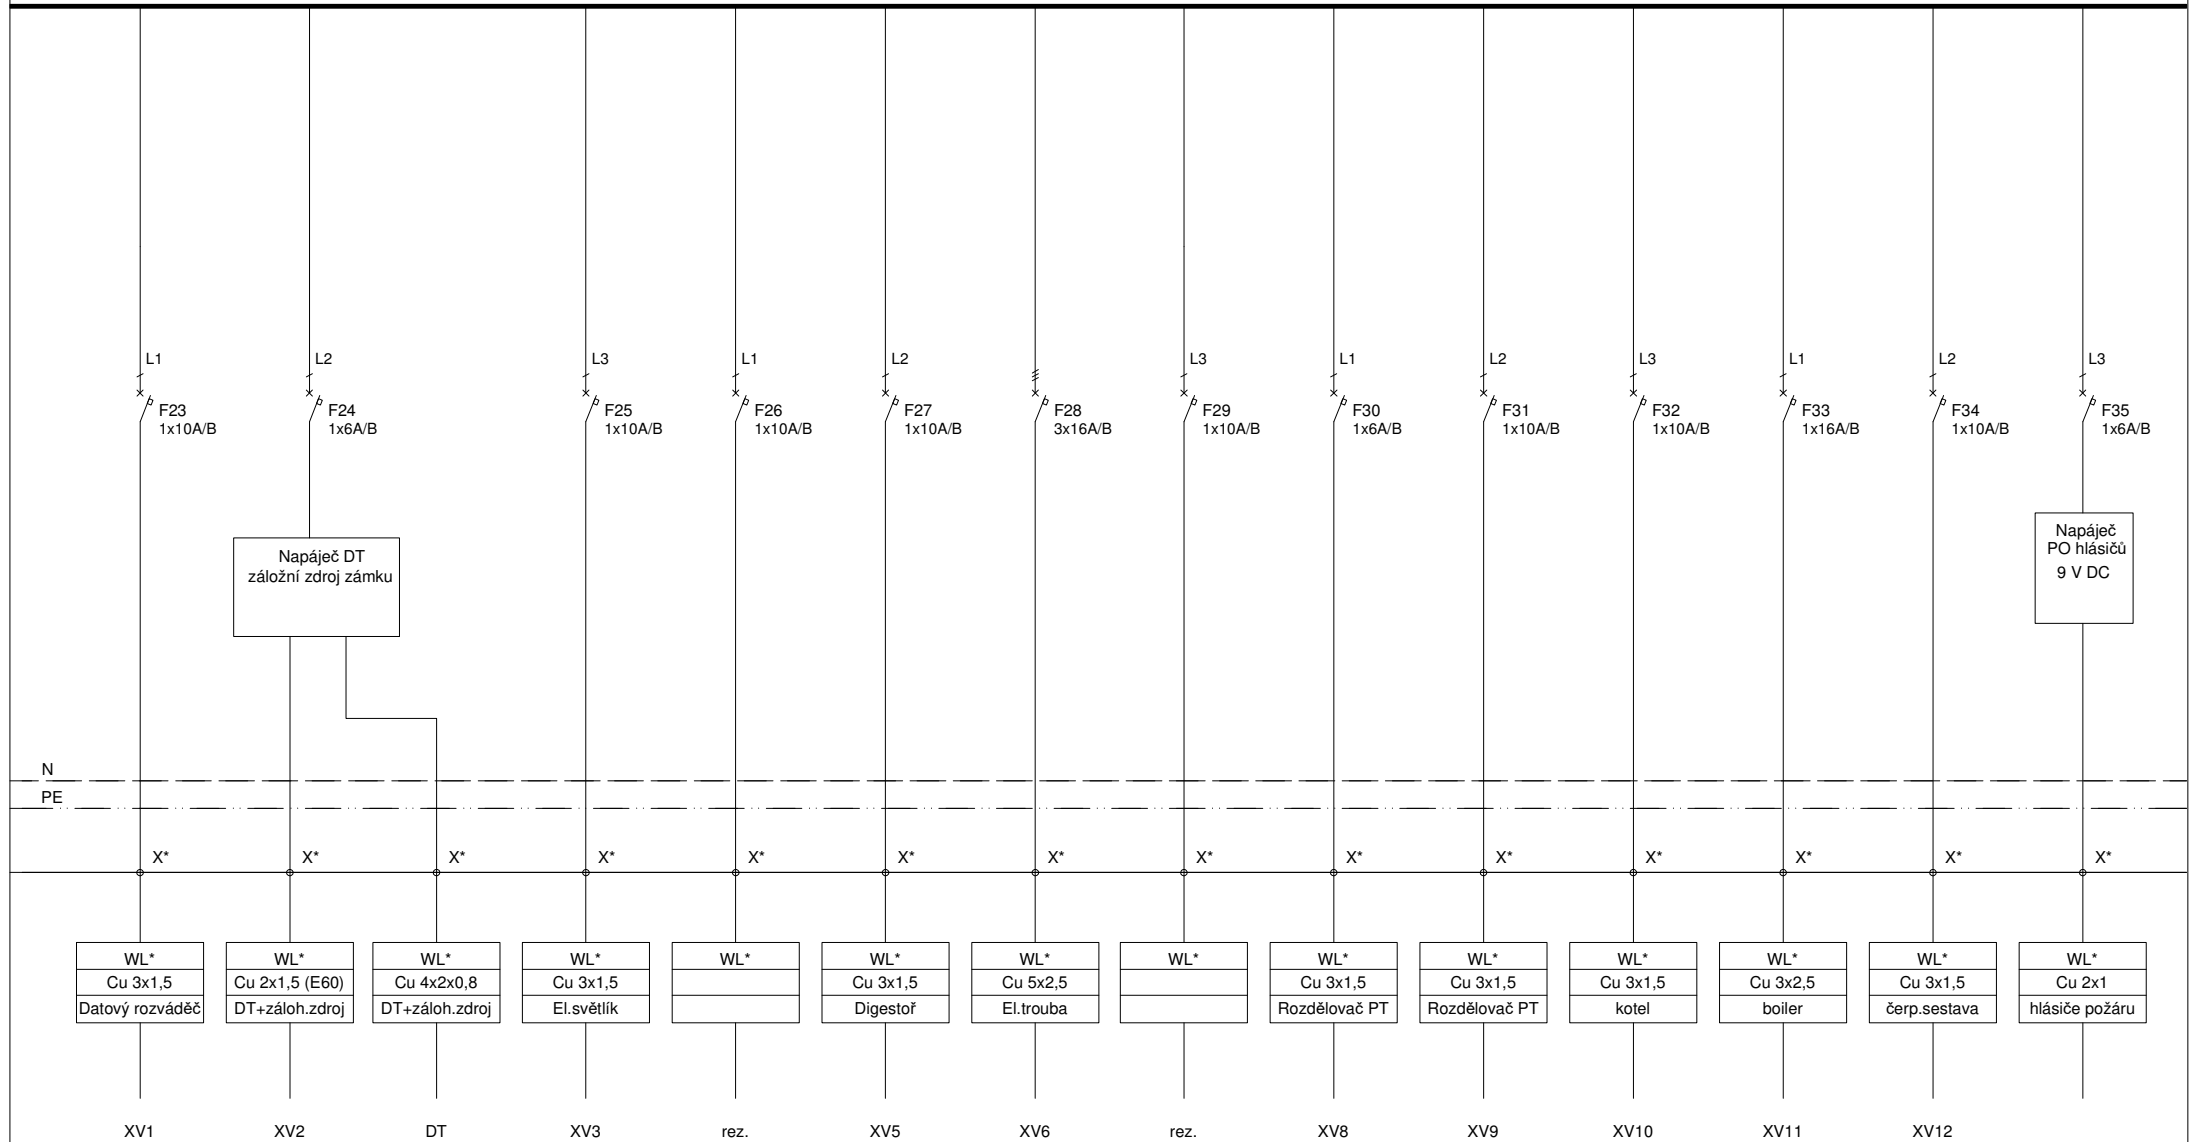 L1
L2
L3
L1
L2
L3
L1
L2
L3
L1
L2
L3
F23
1x10A/B
F24
1x6A/B
F25
1x10A/B
F26
1x10A/B
F27
1x10A/B
F28
3x16A/B
F29
1x10A/B
F30
1x6A/B
F31
1x10A/B
F32
1x10A/B
F33
1x16A/B
F34
1x10A/B
F35
1x6A/B
Napáječ DT
záložní zdroj zámku
Napáječ
PO hlásičů
9 V DC
N
PE
X*
X*
X*
X*
X*
X*
X*
X*
X*
X*
X*
X*
X*
X*
WL*
Cu 3x1,5
Datový rozváděč
WL*
Cu 2x1,5 (E60)
DT+záloh.zdroj
WL*
Cu 4x2x0,8
DT+záloh.zdroj
WL*
Cu 3x1,5
El.světlík
WL*
WL*
Cu 3x1,5
Digestoř
WL*
Cu 5x2,5
El.trouba
WL*
WL*
Cu 3x1,5
Rozdělovač PT
WL*
Cu 3x1,5
Rozdělovač PT
WL*
Cu 3x1,5
kotel
WL*
Cu 3x2,5
boiler
WL*
Cu 3x1,5
čerp.sestava
WL*
Cu 2x1
hlásiče požáru
XV1
XV2
DT
XV3
rez.
XV5
XV6
rez.
XV8
XV9
XV10
XV11
XV12